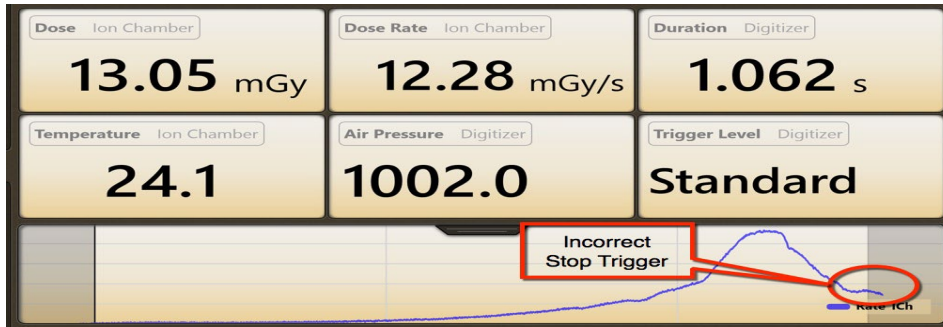 Dose Ion Chamber
13.05 mGy
Dose Rate Ion Chamber
12.28 mGy/s
Duration Digitizer
1.062 s
Temperature Ion Chamber
24.1
Air Pressure Digitizer
1002.0
Trigger Level Digitizer
Standard
Incorrect
Stop Trigger
Rate ICh